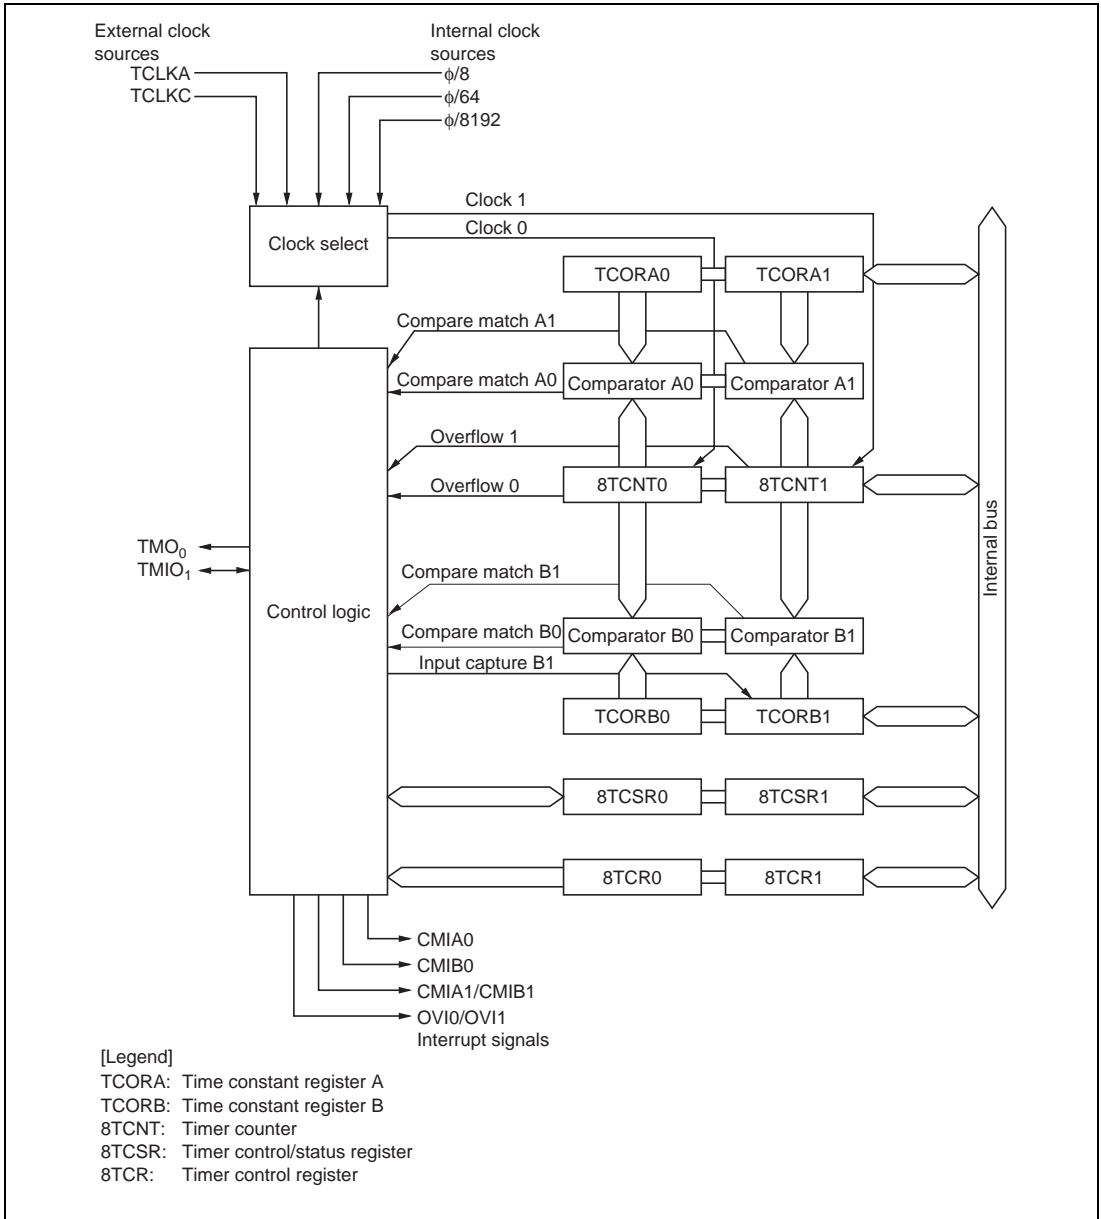 External clock
sources
Internal clock
sources
TCLKA
φ/8
TCLKC
φ/64
φ/8192
Clock 1
Clock 0
Clock select
TCORA0
TCORA1
Compare match A1
Compare match A0
Comparator A0
Comparator A1
Overflow 1
Overflow 0
8TCNT0
8TCNT1
Internal bus
TMO0
TMIO1
Control logic
Compare match B1
Compare match B0
Comparator B0
Comparator B1
Input capture B1
TCORB0
TCORB1
8TCSR0
8TCSR1
8TCR0
8TCR1
CMIA0
CMIB0
CMIA1/CMIB1
OVI0/OVI1
Interrupt signals
[Legend]
TCORA: Time constant register A
TCORB: Time constant register B
8TCNT: Timer counter
8TCSR: Timer control/status register
8TCR: Timer control register